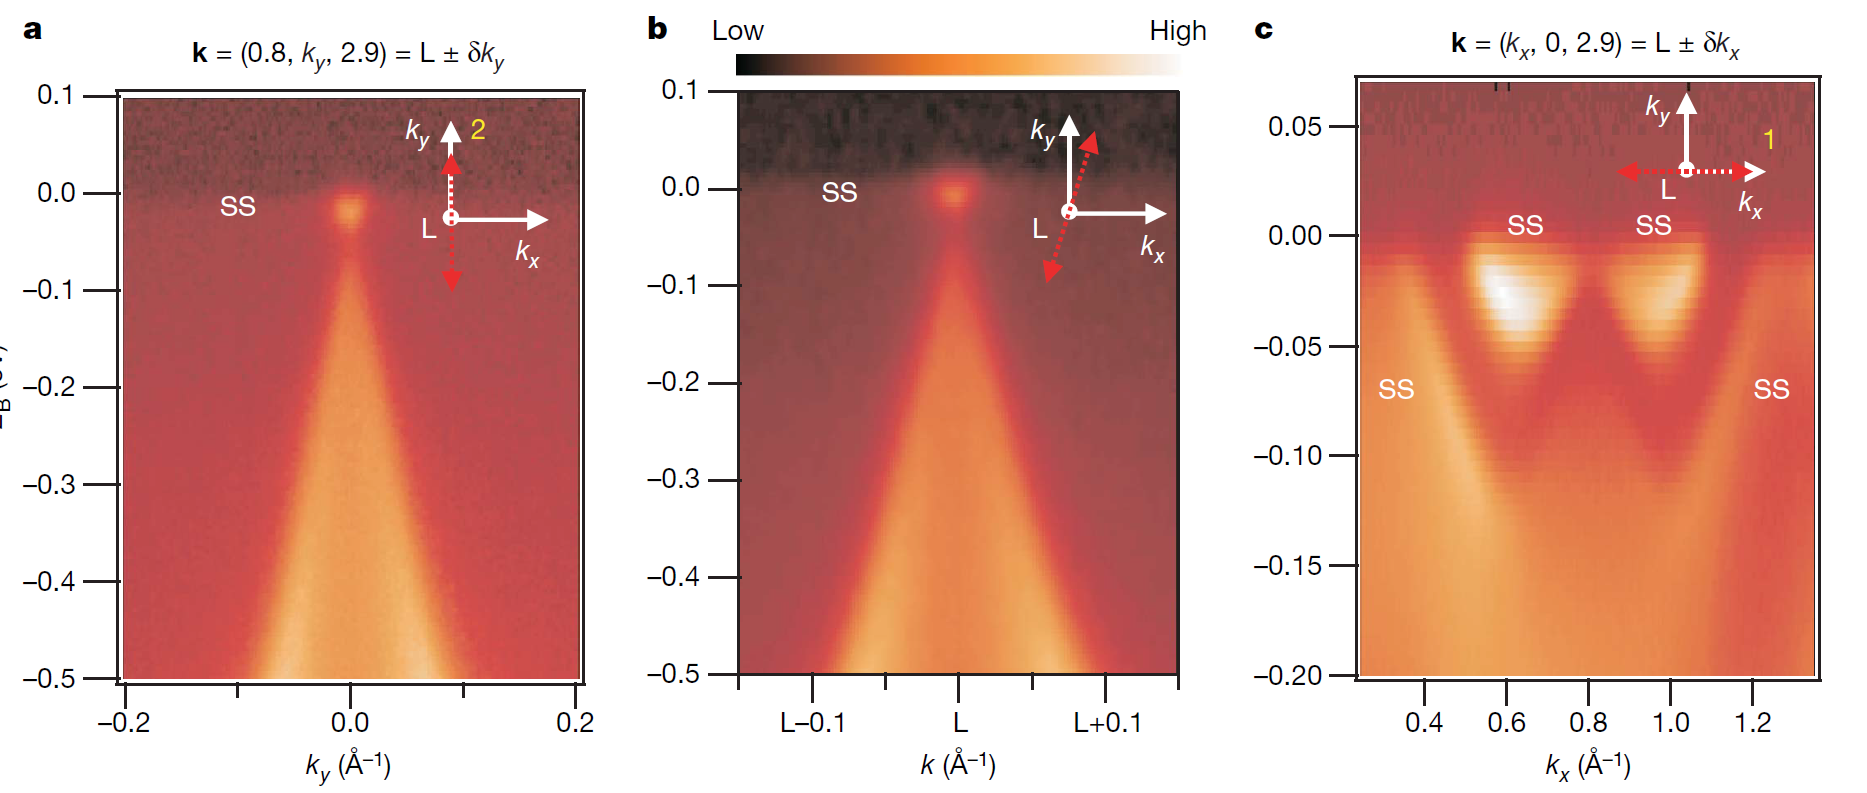 a
k = (0.8, ky, 2.9) = L ± δky
0.1
0.0
−0.1
−0.2
−0.3
−0.4
−0.5
SS
ky
2
L
kx
−0.2
0.0
0.2
ky (Å−1)
b
Low
High
0.1
0.0
−0.1
−0.2
−0.3
−0.4
−0.5
SS
ky
L
kx
L−0.1
L
L+0.1
k (Å−1)
c
k = (kx, 0, 2.9) = L ± δkx
0.05
0.00
−0.05
−0.10
−0.15
−0.20
ky
1
L
kx
SS
SS
SS
SS
0.4
0.6
0.8
1.0
1.2
kx (Å−1)